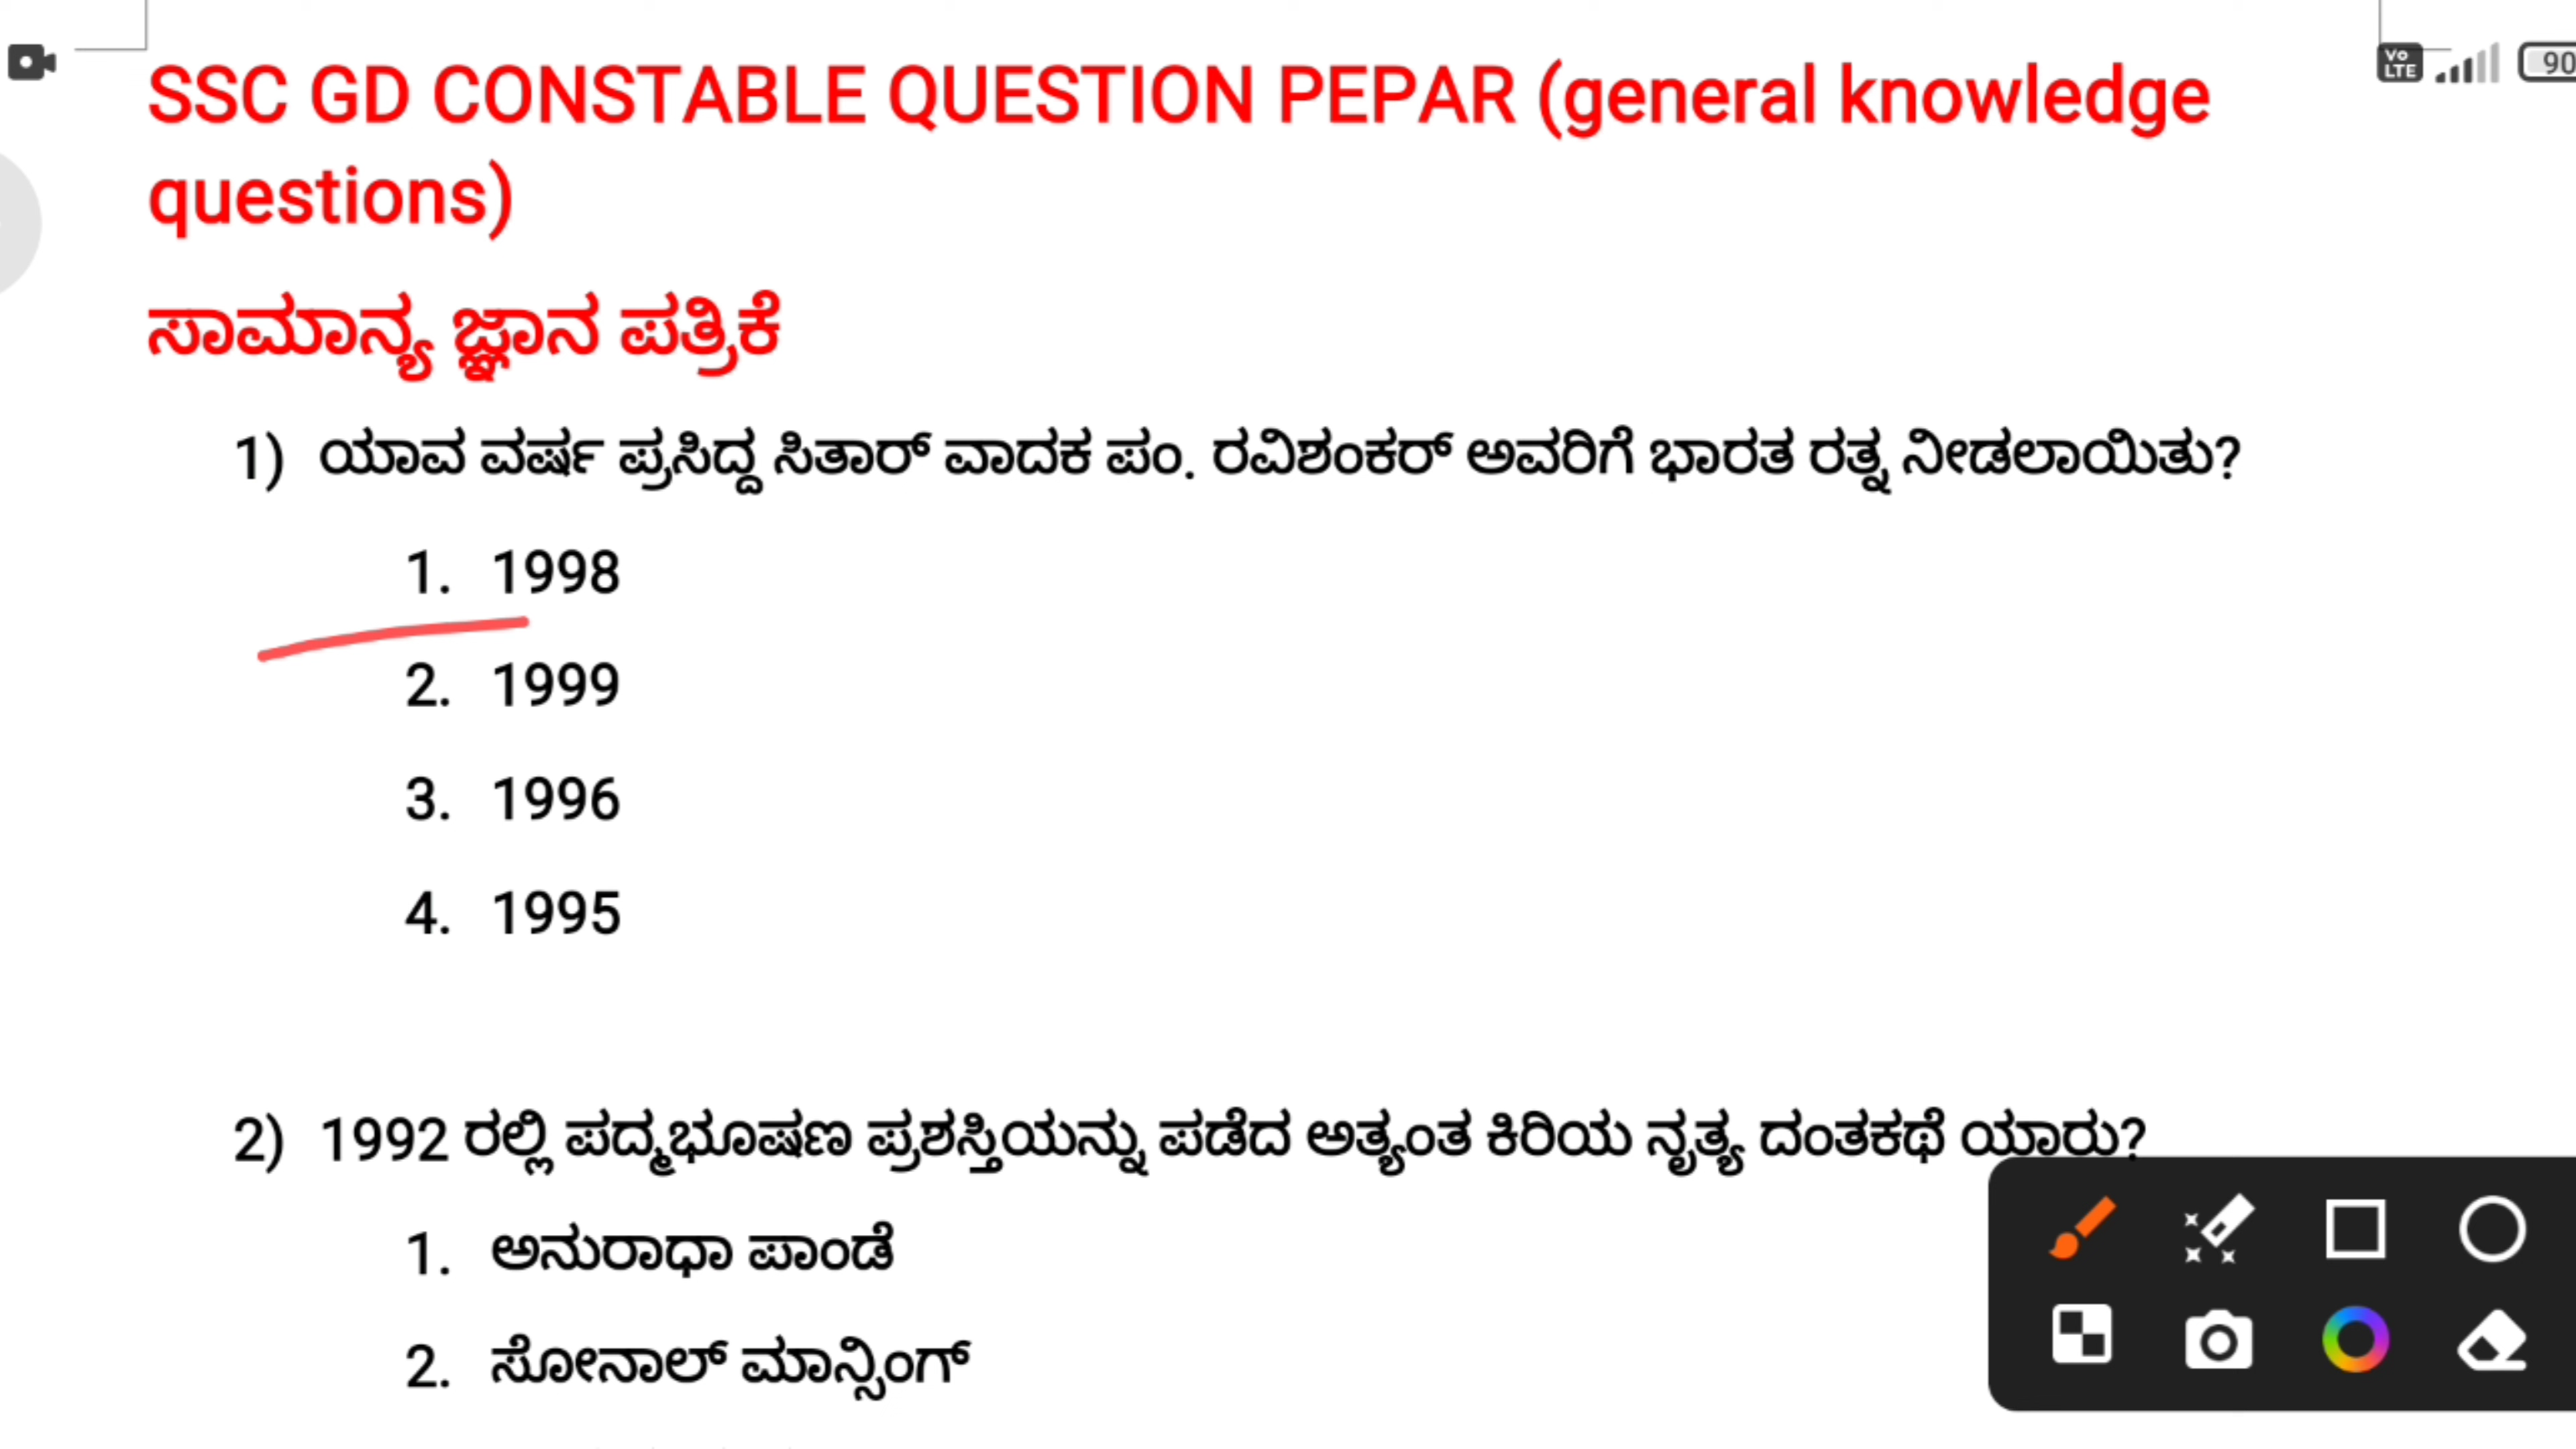 VoLTE 90
SSC GD CONSTABLE QUESTION PEPAR (general knowledge
questions)
ಸಾಮಾನ್ಯ ಜ್ಞಾನ ಪತ್ರಿಕೆ
1) ಯಾವ ವರ್ಷ ಪ್ರಸಿದ್ದ ಸಿತಾರ್ ವಾದಕ ಪಂ. ರವಿಶಂಕರ್ ಅವರಿಗೆ ಭಾರತ ರತ್ನ ನೀಡಲಾಯಿತು?
1. 1998
2. 1999
3. 1996
4. 1995
2) 1992 ರಲ್ಲಿ ಪದ್ಮಭೂಷಣ ಪ್ರಶಸ್ತಿಯನ್ನು ಪಡೆದ ಅತ್ಯಂತ ಕಿರಿಯ ನೃತ್ಯ ದಂತಕಥೆ ಯಾರು?
1. ಅನುರಾಧಾ ಪಾಂಡೆ
2. ಸೋನಾಲ್ ಮಾನ್ಸಿಂಗ್